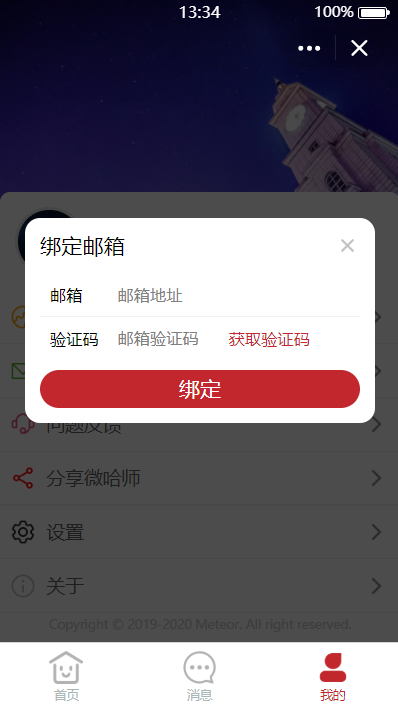 13:34 100%
绑定邮箱
邮箱 邮箱地址
验证码 邮箱验证码 获取验证码
绑定
问题反馈
分享微哈师
设置
关于
Copyright © 2019-2020 Meteor. All right reserved.
首页 消息 我的